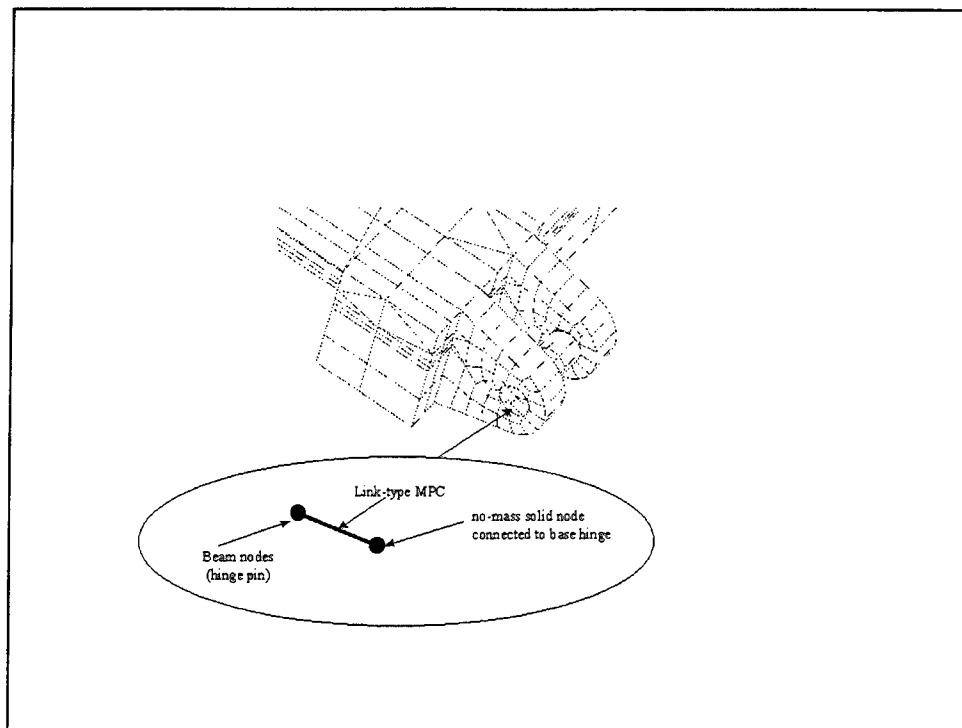 Link-type MPC
no-mass solid node
connected to base hinge
Beam nodes
(hinge pin)